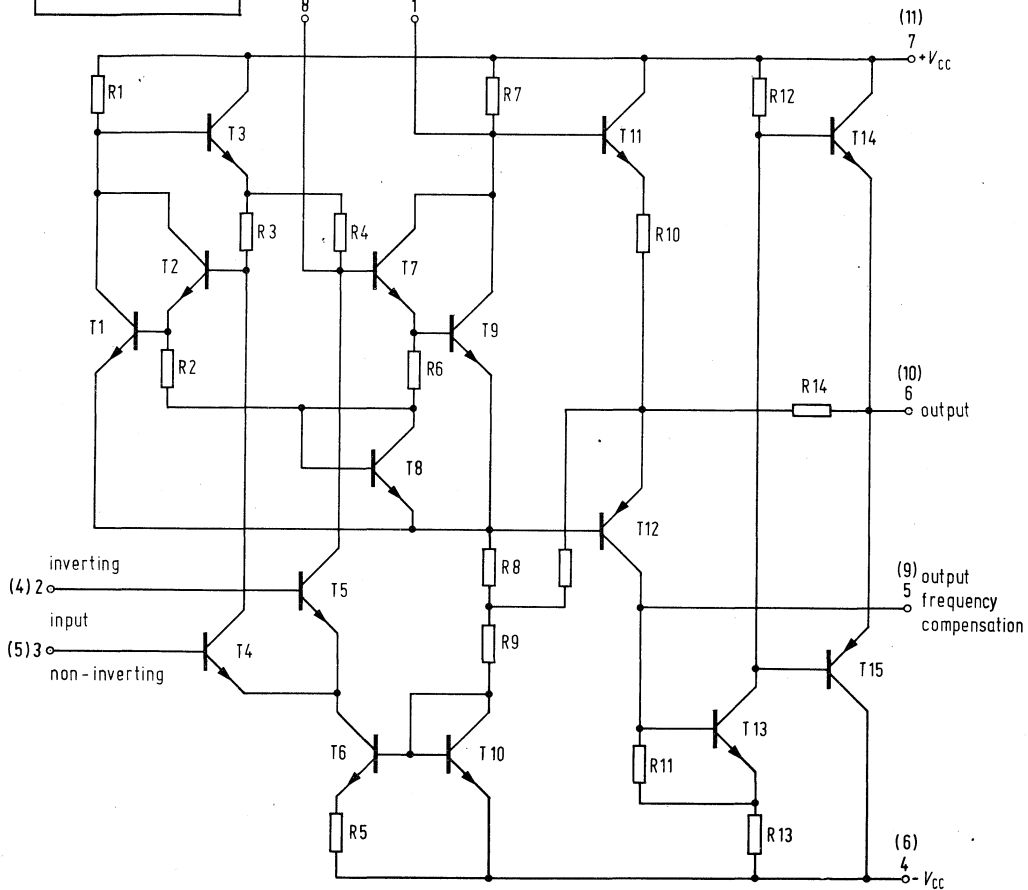 8 1
(11)
7
+VCC
R1
R7
R12
T3
T11
T14
R3
R4
R10
T2
T7
T1
T9
R2
R6
R14
(10)
6
output
T8
T12
inverting
R8
(4) 2
T5
(9)
5
output
frequency
compensation
input
R9
(5) 3
T4
non-inverting
T15
T6
T10
T13
R11
R5
R13
(6)
4
-VCC